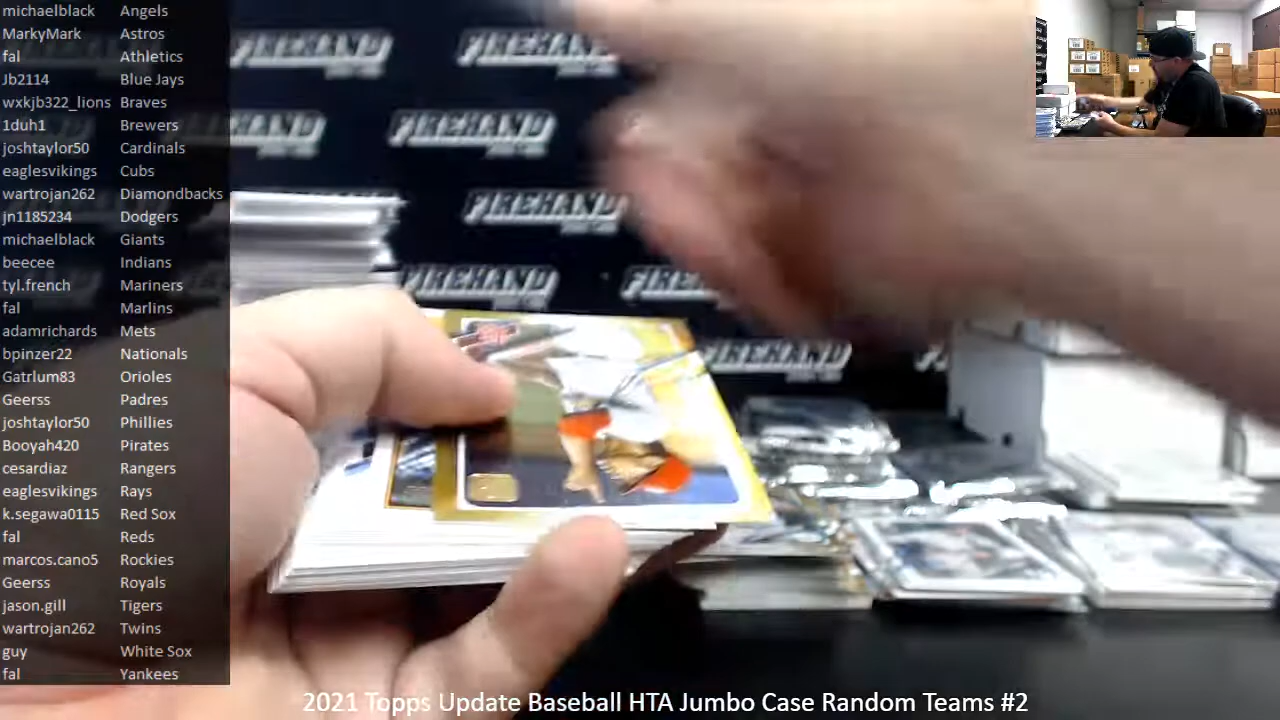 michaelblack Angels
MarkyMark Astros
fal Athletics
Jb2114 Blue Jays
wxkjb322_lions Braves
1duh1 Brewers
joshtaylor50 Cardinals
eaglesvikings Cubs
wartrojan262 Diamondbacks
jn1185234 Dodgers
michaelblack Giants
beecee Indians
tyl.french Mariners
fal Marlins
adamrichards Mets
bpinzer22 Nationals
Gatrlum83 Orioles
Geerss Padres
joshtaylor50 Phillies
Booyah420 Pirates
cesardiaz Rangers
eaglesvikings Rays
k.segawa0115 Red Sox
fal Reds
marcos.cano5 Rockies
Geerss Royals
jason.gill Tigers
wartrojan262 Twins
guy White Sox
fal Yankees
FIREHAND FIREHAND
FIREHAND
FIREHAND
FIREHAND
2021 Topps Update Baseball HTA Jumbo Case Random Teams #2